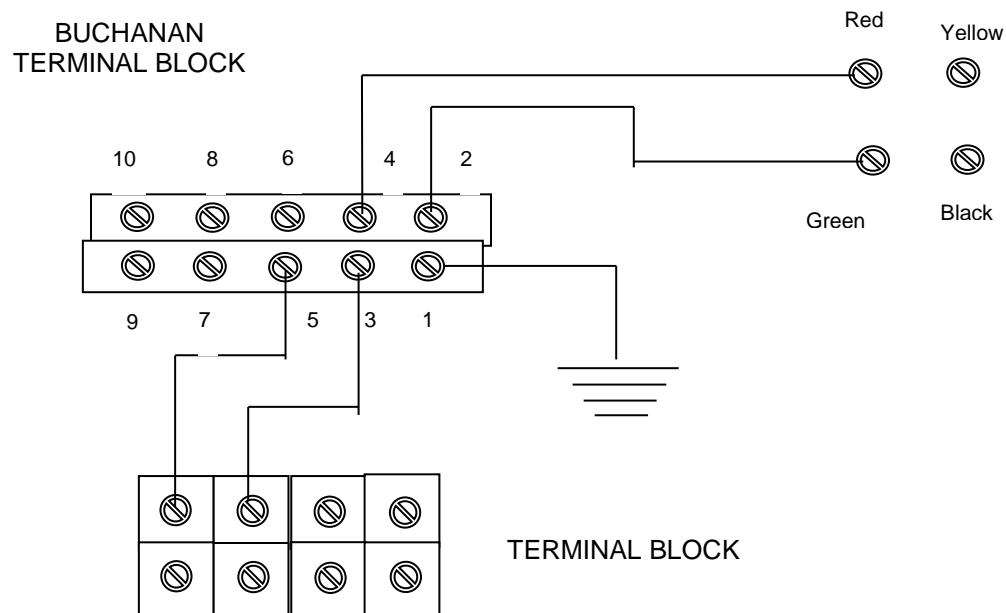 BUCHANAN
TERMINAL BLOCK
Red
Yellow
10 8 6 4 2
Green
Black
9 7 5 3 1
TERMINAL BLOCK